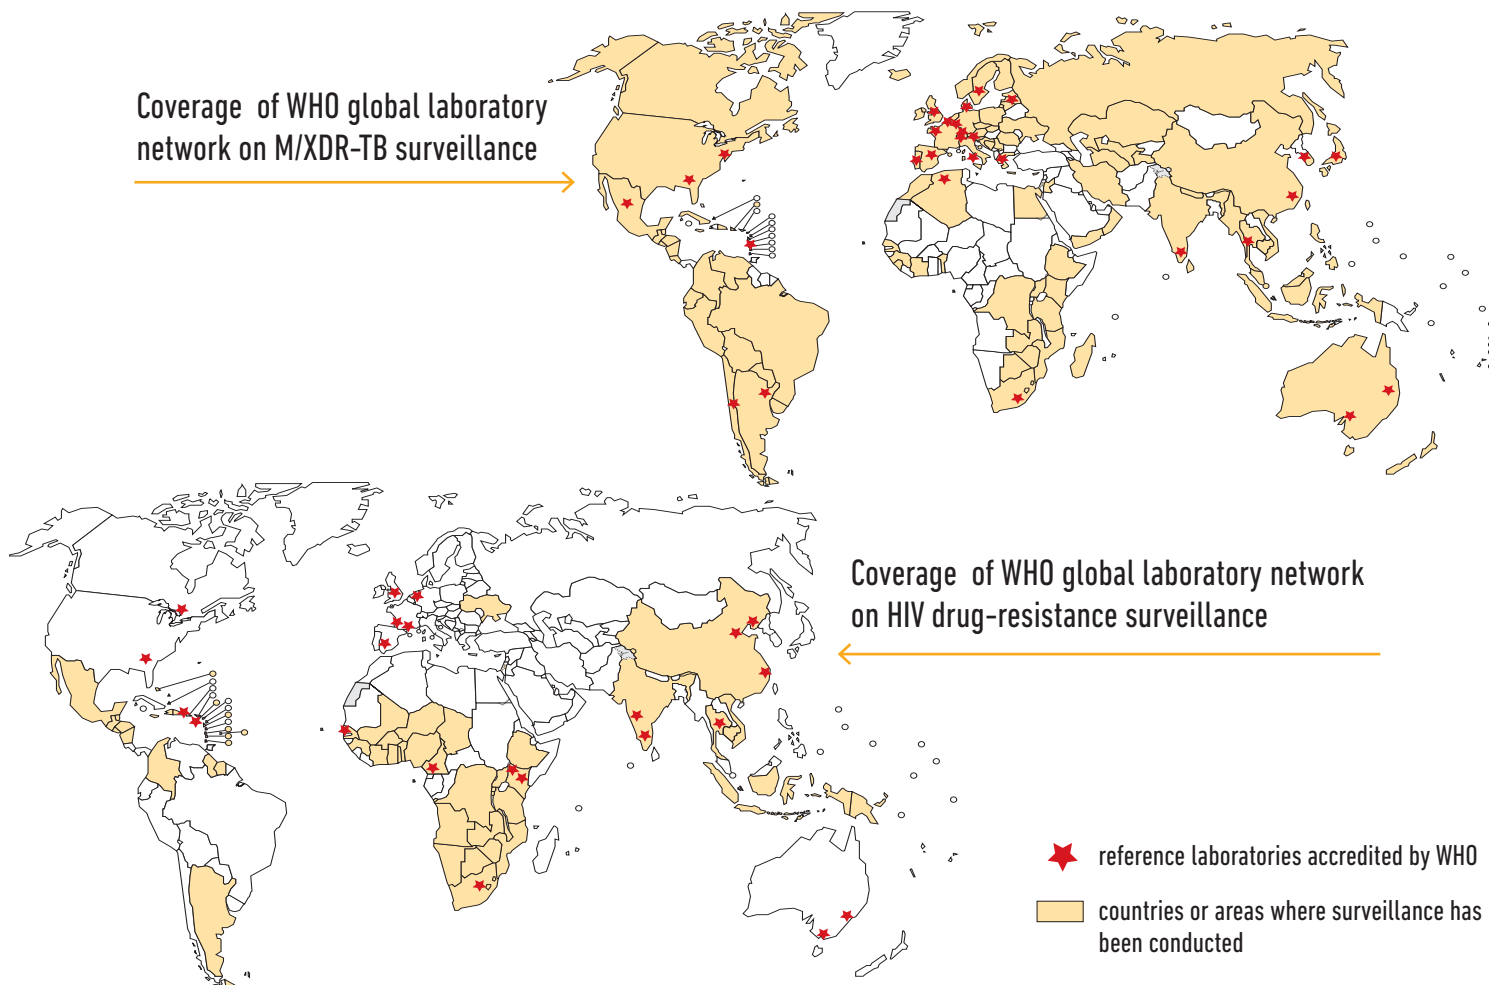 Coverage of WHO global laboratory
network on M/XDR-TB surveillance
Coverage of WHO global laboratory network
on HIV drug-resistance surveillance
reference laboratories accredited by WHO
countries or areas where surveillance has
been conducted